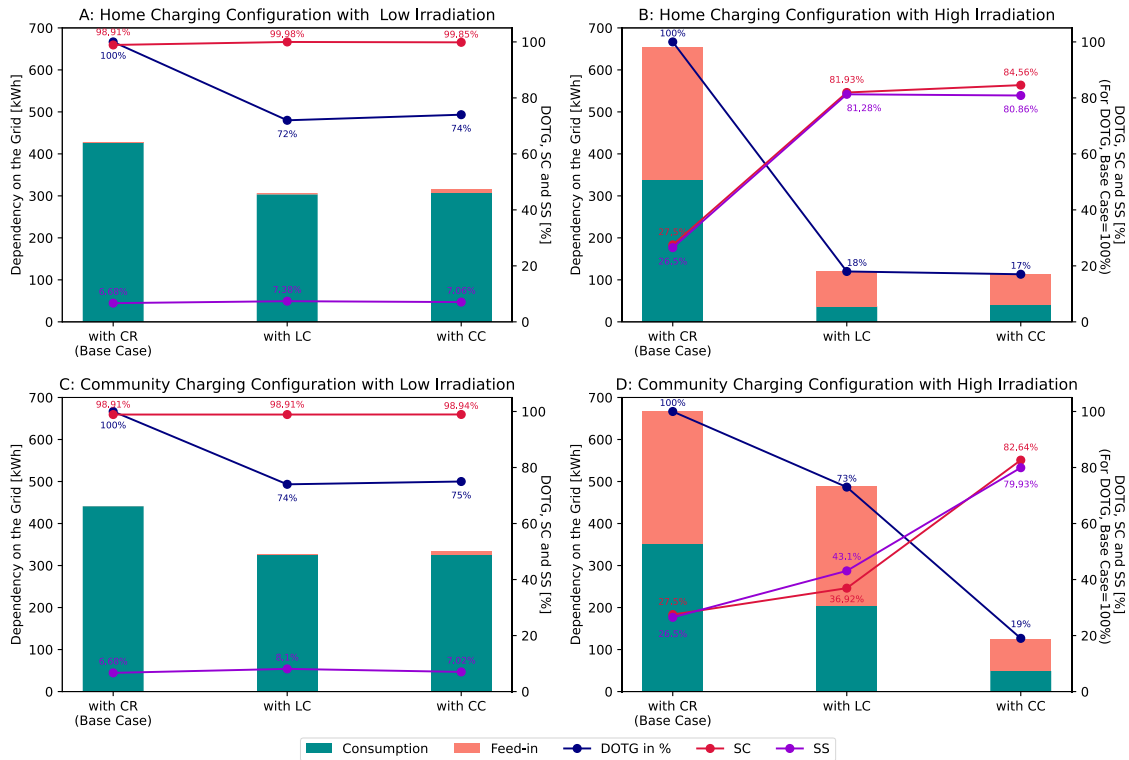 A: Home Charging Configuration with  Low Irradiation
Dependency on the Grid [kWh]
700
600
500
400
300
200
100
0
98,91%
100%
99,98%
99,85%
72%
74%
6,68%
7,38%
7,06%
100
80
60
40
20
0
DOTG, SC and SS [%]
with CR
(Base Case)
with LC
with CC
B: Home Charging Configuration with High Irradiation
Dependency on the Grid [kWh]
700
600
500
400
300
200
100
0
100%
81,93%
84,56%
81,28%
80.86%
26,5%
18%
17%
100
80
60
40
20
0
DOTG, SC and SS [%]
(For DOTG, Base Case=100%)
with CR
(Base Case)
with LC
with CC
C: Community Charging Configuration with Low Irradiation
Dependency on the Grid [kWh]
700
600
500
400
300
200
100
0
98,91%
100%
98,91%
98,94%
74%
75%
6,68%
8,1%
7,02%
100
80
60
40
20
0
DOTG, SC and SS [%]
with CR
(Base Case)
with LC
with CC
D: Community Charging Configuration with High Irradiation
Dependency on the Grid [kWh]
700
600
500
400
300
200
100
0
100%
73%
82,64%
79,93%
43,1%
36,92%
26,5%
19%
100
80
60
40
20
0
DOTG, SC and SS [%]
(For DOTG, Base Case=100%)
with CR
(Base Case)
with LC
with CC
Consumption
Feed-in
DOTG in %
SC
SS